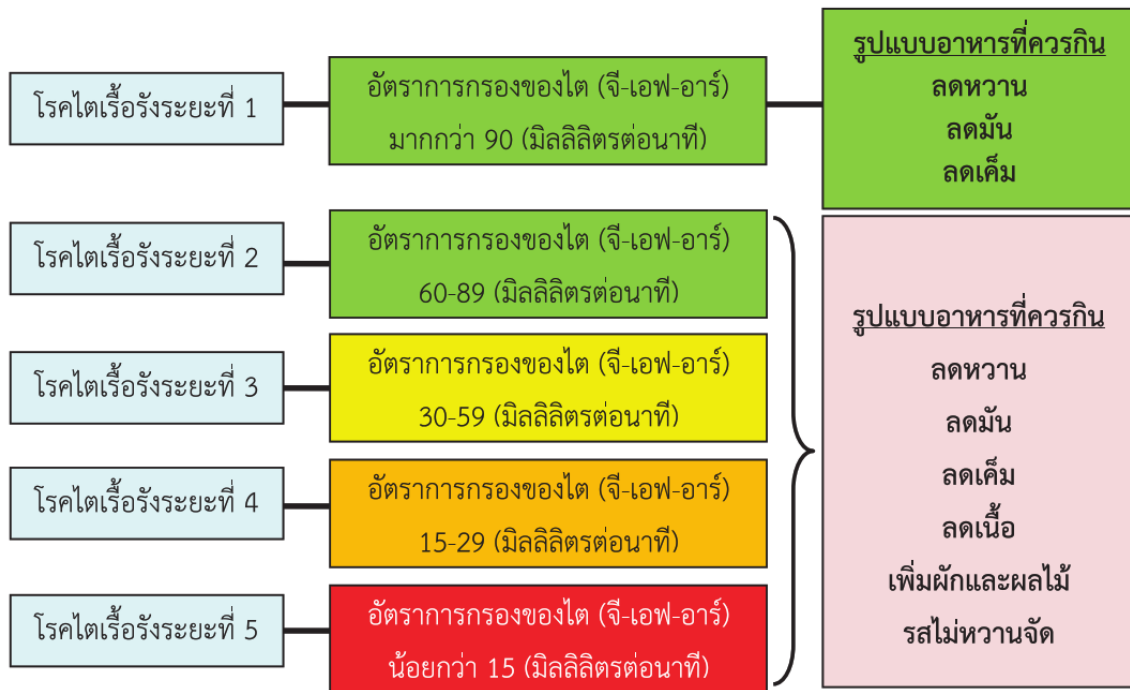 โรคไตเรื้อรังระยะที่ 1
อัตราการกรองของไต (จี-เอฟ-อาร์)
มากกว่า 90 (มิลลิลิตรต่อนาที)
รูปแบบอาหารที่ควรกิน
ลดหวาน
ลดมัน
ลดเค็ม
โรคไตเรื้อรังระยะที่ 2
อัตราการกรองของไต (จี-เอฟ-อาร์)
60-89 (มิลลิลิตรต่อนาที)
โรคไตเรื้อรังระยะที่ 3
อัตราการกรองของไต (จี-เอฟ-อาร์)
30-59 (มิลลิลิตรต่อนาที)
โรคไตเรื้อรังระยะที่ 4
อัตราการกรองของไต (จี-เอฟ-อาร์)
15-29 (มิลลิลิตรต่อนาที)
โรคไตเรื้อรังระยะที่ 5
อัตราการกรองของไต (จี-เอฟ-อาร์)
น้อยกว่า 15 (มิลลิลิตรต่อนาที)
รูปแบบอาหารที่ควรกิน
ลดหวาน
ลดมัน
ลดเค็ม
ลดเนื้อ
เพิ่มผักและผลไม้
รสไม่หวานจัด